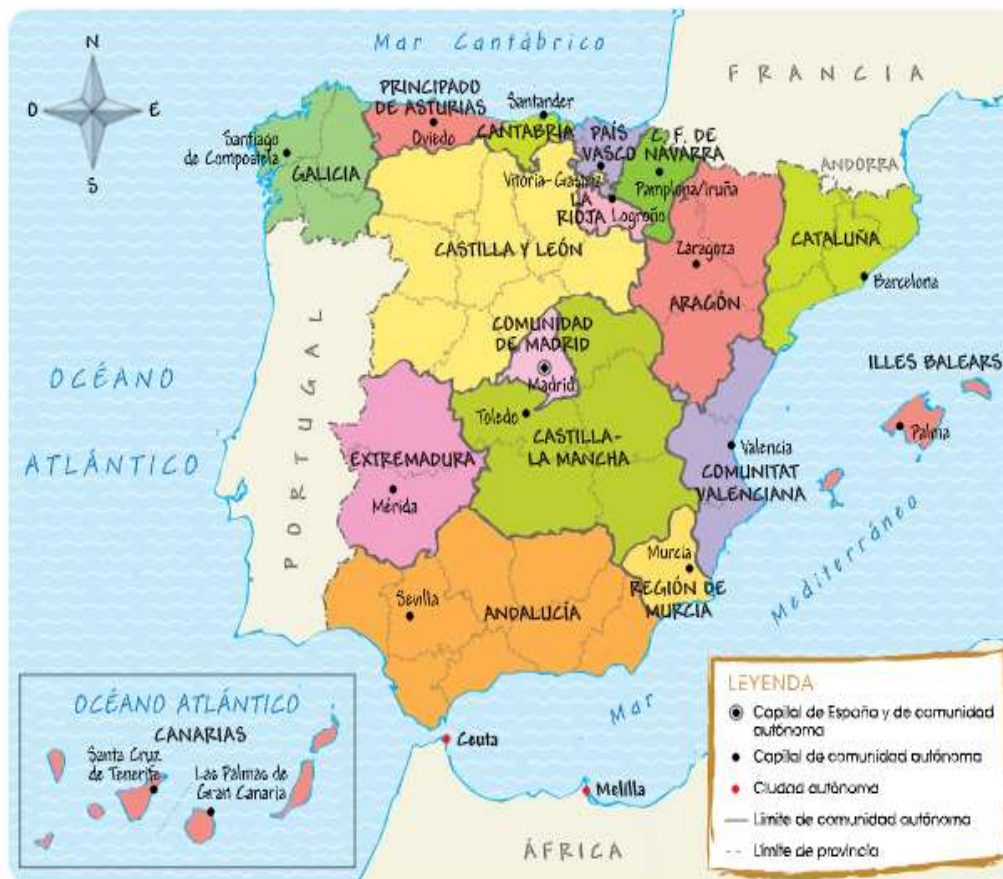 Mar Cantábrico
FRANCIA
N
O
E
S
PRINCIPADO
DE ASTURIAS
Oviedo
Santander
CANTABRIA
PAÍS
VASCO
Vitoria-Gasteiz
C. F. DE
NAVARRA
Pamplona/Iruña
ANDORRA
Santiago
de Compostela
GALICIA
LA
RIOJA
Logroño
CASTILLA Y LEÓN
Zaragoza
ARAGÓN
CATALUÑA
Barcelona
COMUNIDAD
DE MADRID
Madrid
ILLES BALEARS
Palma
OCÉANO
ATLÁNTICO
PORTUGAL
Toledo
CASTILLA-
LA MANCHA
EXTREMADURA
Mérida
Valencia
COMUNITAT
VALENCIANA
Murcia
REGIÓN DE
MURCIA
Sevilla
ANDALUCÍA
Mar Mediterráneo
OCÉANO ATLÁNTICO
CANARIAS
Santa Cruz
de Tenerife
Las Palmas de
Gran Canaria
Ceuta
Melilla
ÁFRICA
LEYENDA
Capital de España y de comunidad
autónoma
Capital de comunidad autónoma
Ciudad autónoma
Límite de comunidad autónoma
Límite de provincia